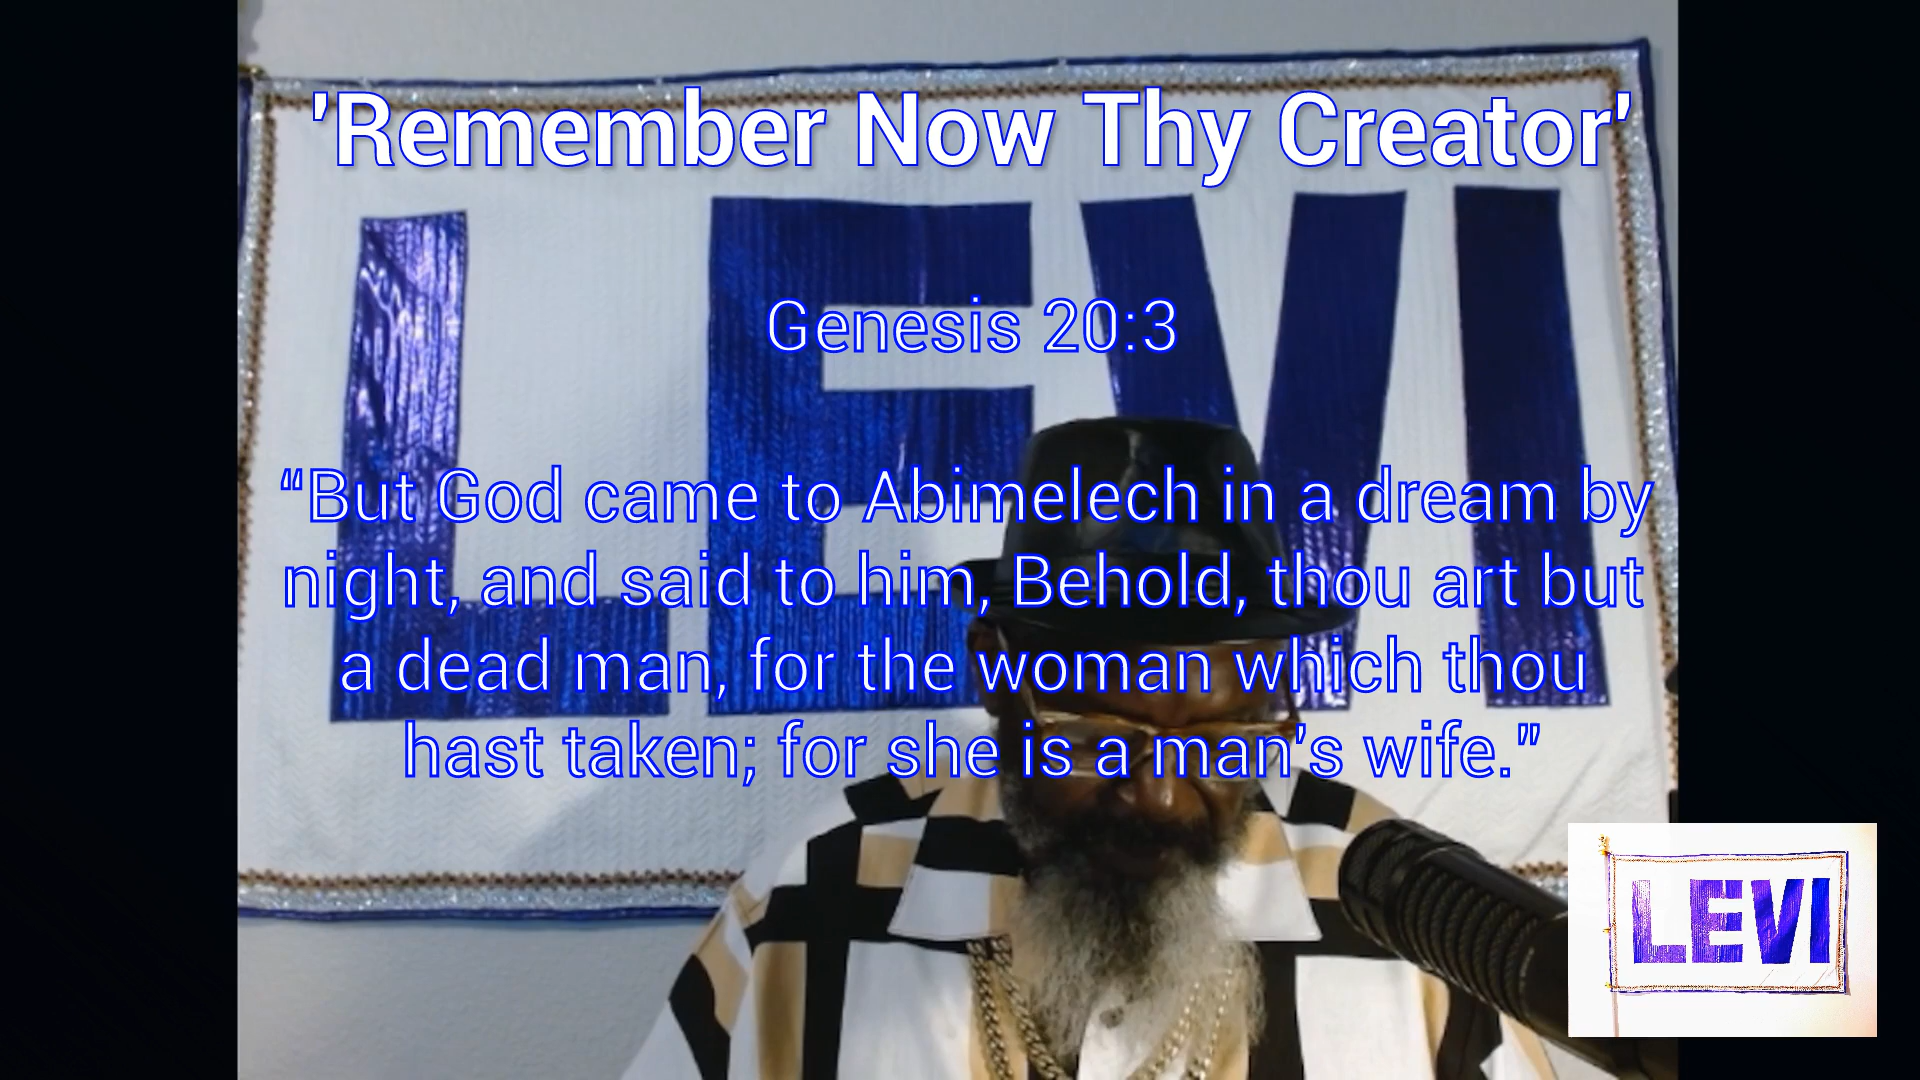 'Remember Now Thy Creator'
LEVI
Genesis 20:3
“But God came to Abimelech in a dream by
night, and said to him, Behold, thou art but
a dead man, for the woman which thou
hast taken; for she is a man's wife.”
LEVI